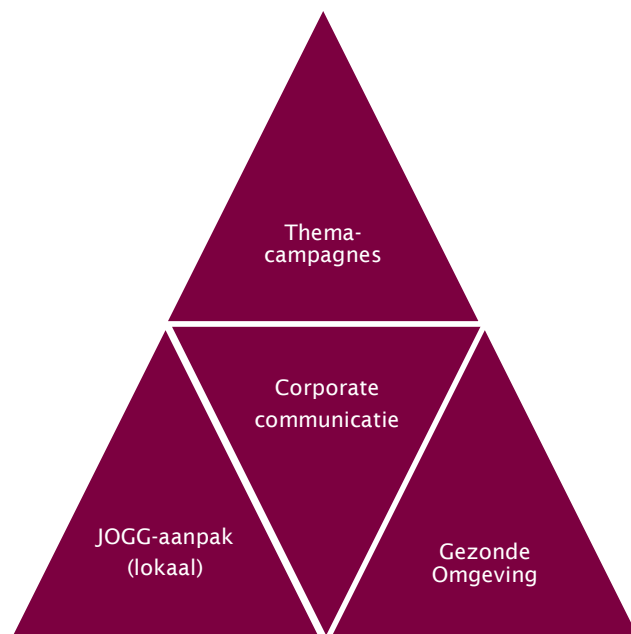 Thema-
campagnes
Corporate
communicatie
JOGG-aanpak
(lokaal)
Gezonde
Omgeving